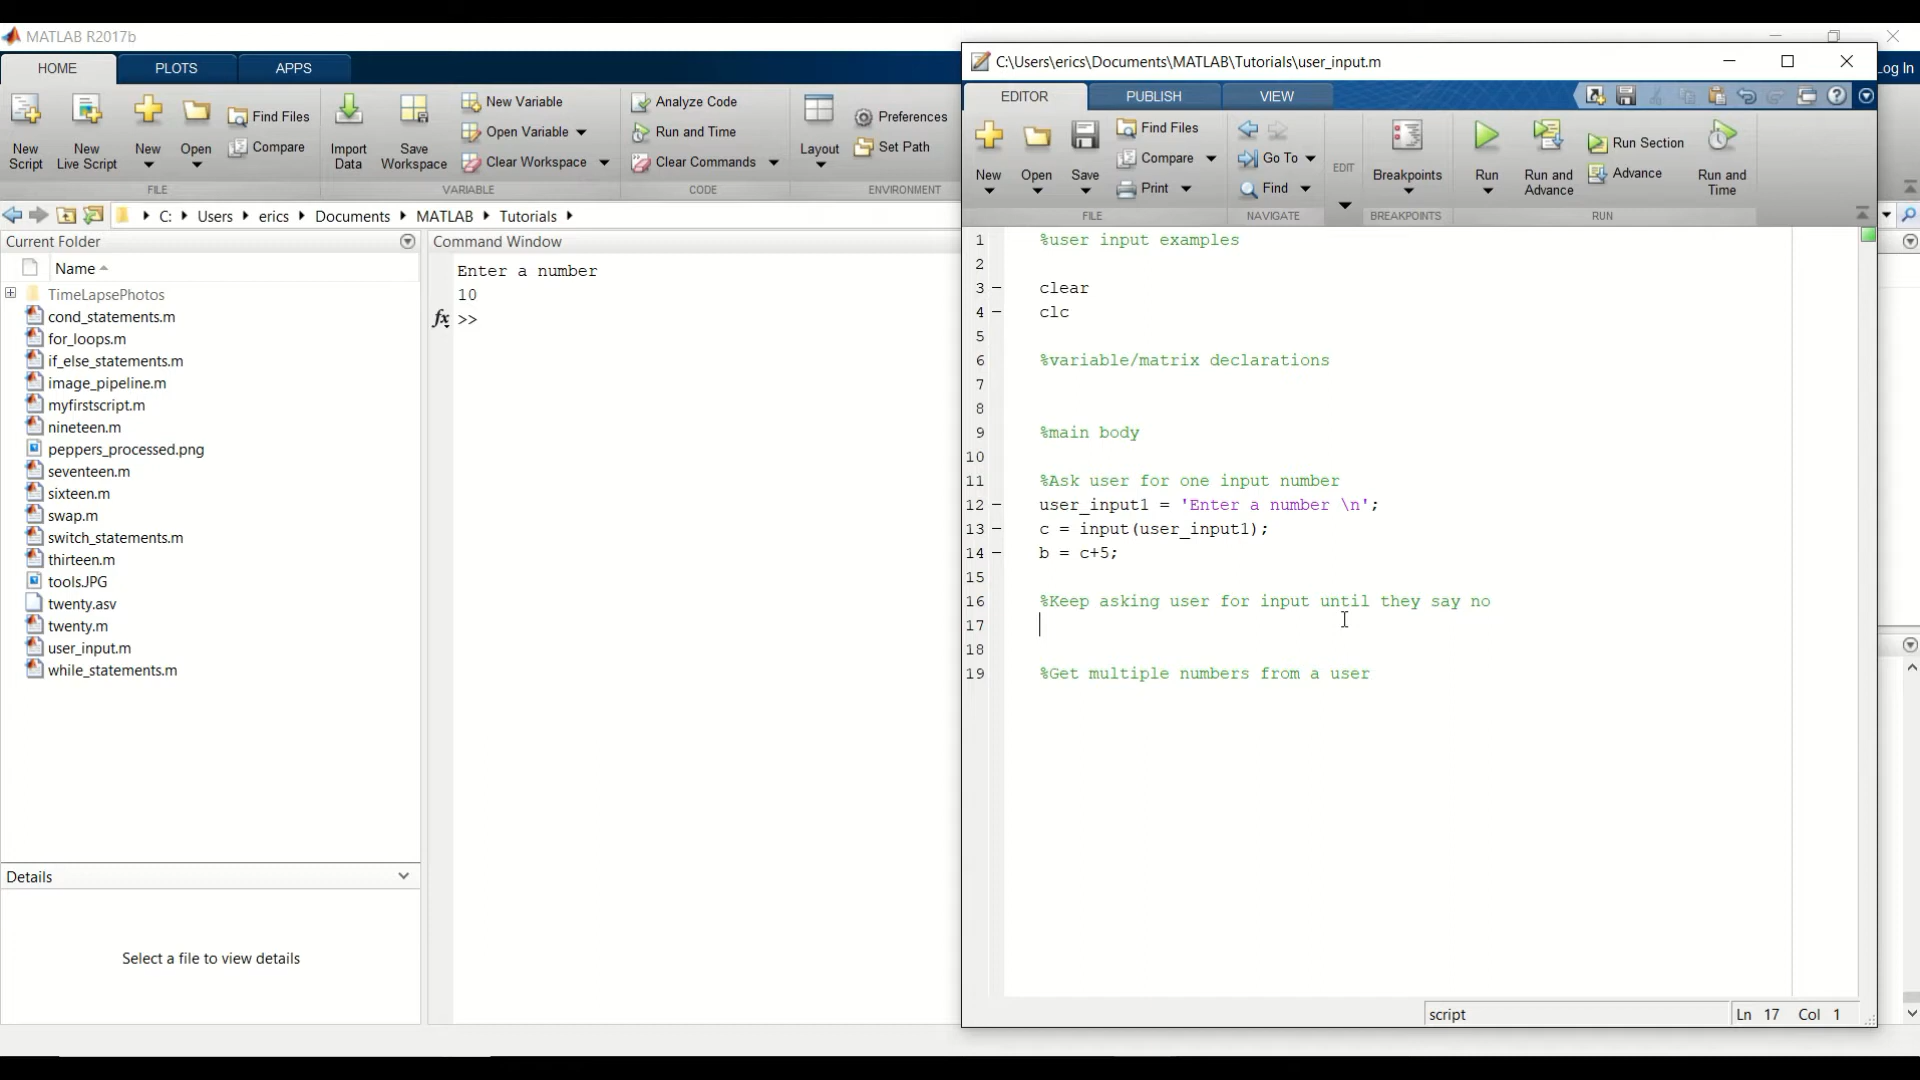 MATLAB R2017b
HOME PLOTS APPS
New Script
New Live Script
New
Open
Find Files
Compare
FILE
Import Data
Save Workspace
New Variable
Open Variable
Clear Workspace
VARIABLE
Analyze Code
Run and Time
Clear Commands
CODE
Layout
Preferences
Set Path
ENVIRONMENT
Log In
C: Users erics Documents MATLAB Tutorials
Current Folder
Name
TimeLapsePhotos
cond_statements.m
for_loops.m
if_else_statements.m
image_pipeline.m
myfirstscript.m
nineteen.m
peppers_processed.png
seventeen.m
sixteen.m
swap.m
switch_statements.m
thirteen.m
tools.JPG
twenty.asv
twenty.m
user_input.m
while_statements.m
Details
Select a file to view details
Command Window
Enter a number
10
fx >>
C:\Users\erics\Documents\MATLAB\Tutorials\user_input.m
EDITOR PUBLISH VIEW
New
Open
Save
Find Files
Compare
Print
FILE
Go To
Find
NAVIGATE
EDIT
Breakpoints
BREAKPOINTS
Run
Run and Advance
Run Section
Advance
Run and Time
RUN
1 %user input examples
2
3 – clear
4 – clc
5
6 %variable/matrix declarations
7
8
9 %main body
10
11 %Ask user for one input number
12 – user_input1 = 'Enter a number \n';
13 – c = input(user_input1);
14 – b = c+5;
15
16 %Keep asking user for input until they say no
17
18
19 %Get multiple numbers from a user
script
Ln 17 Col 1